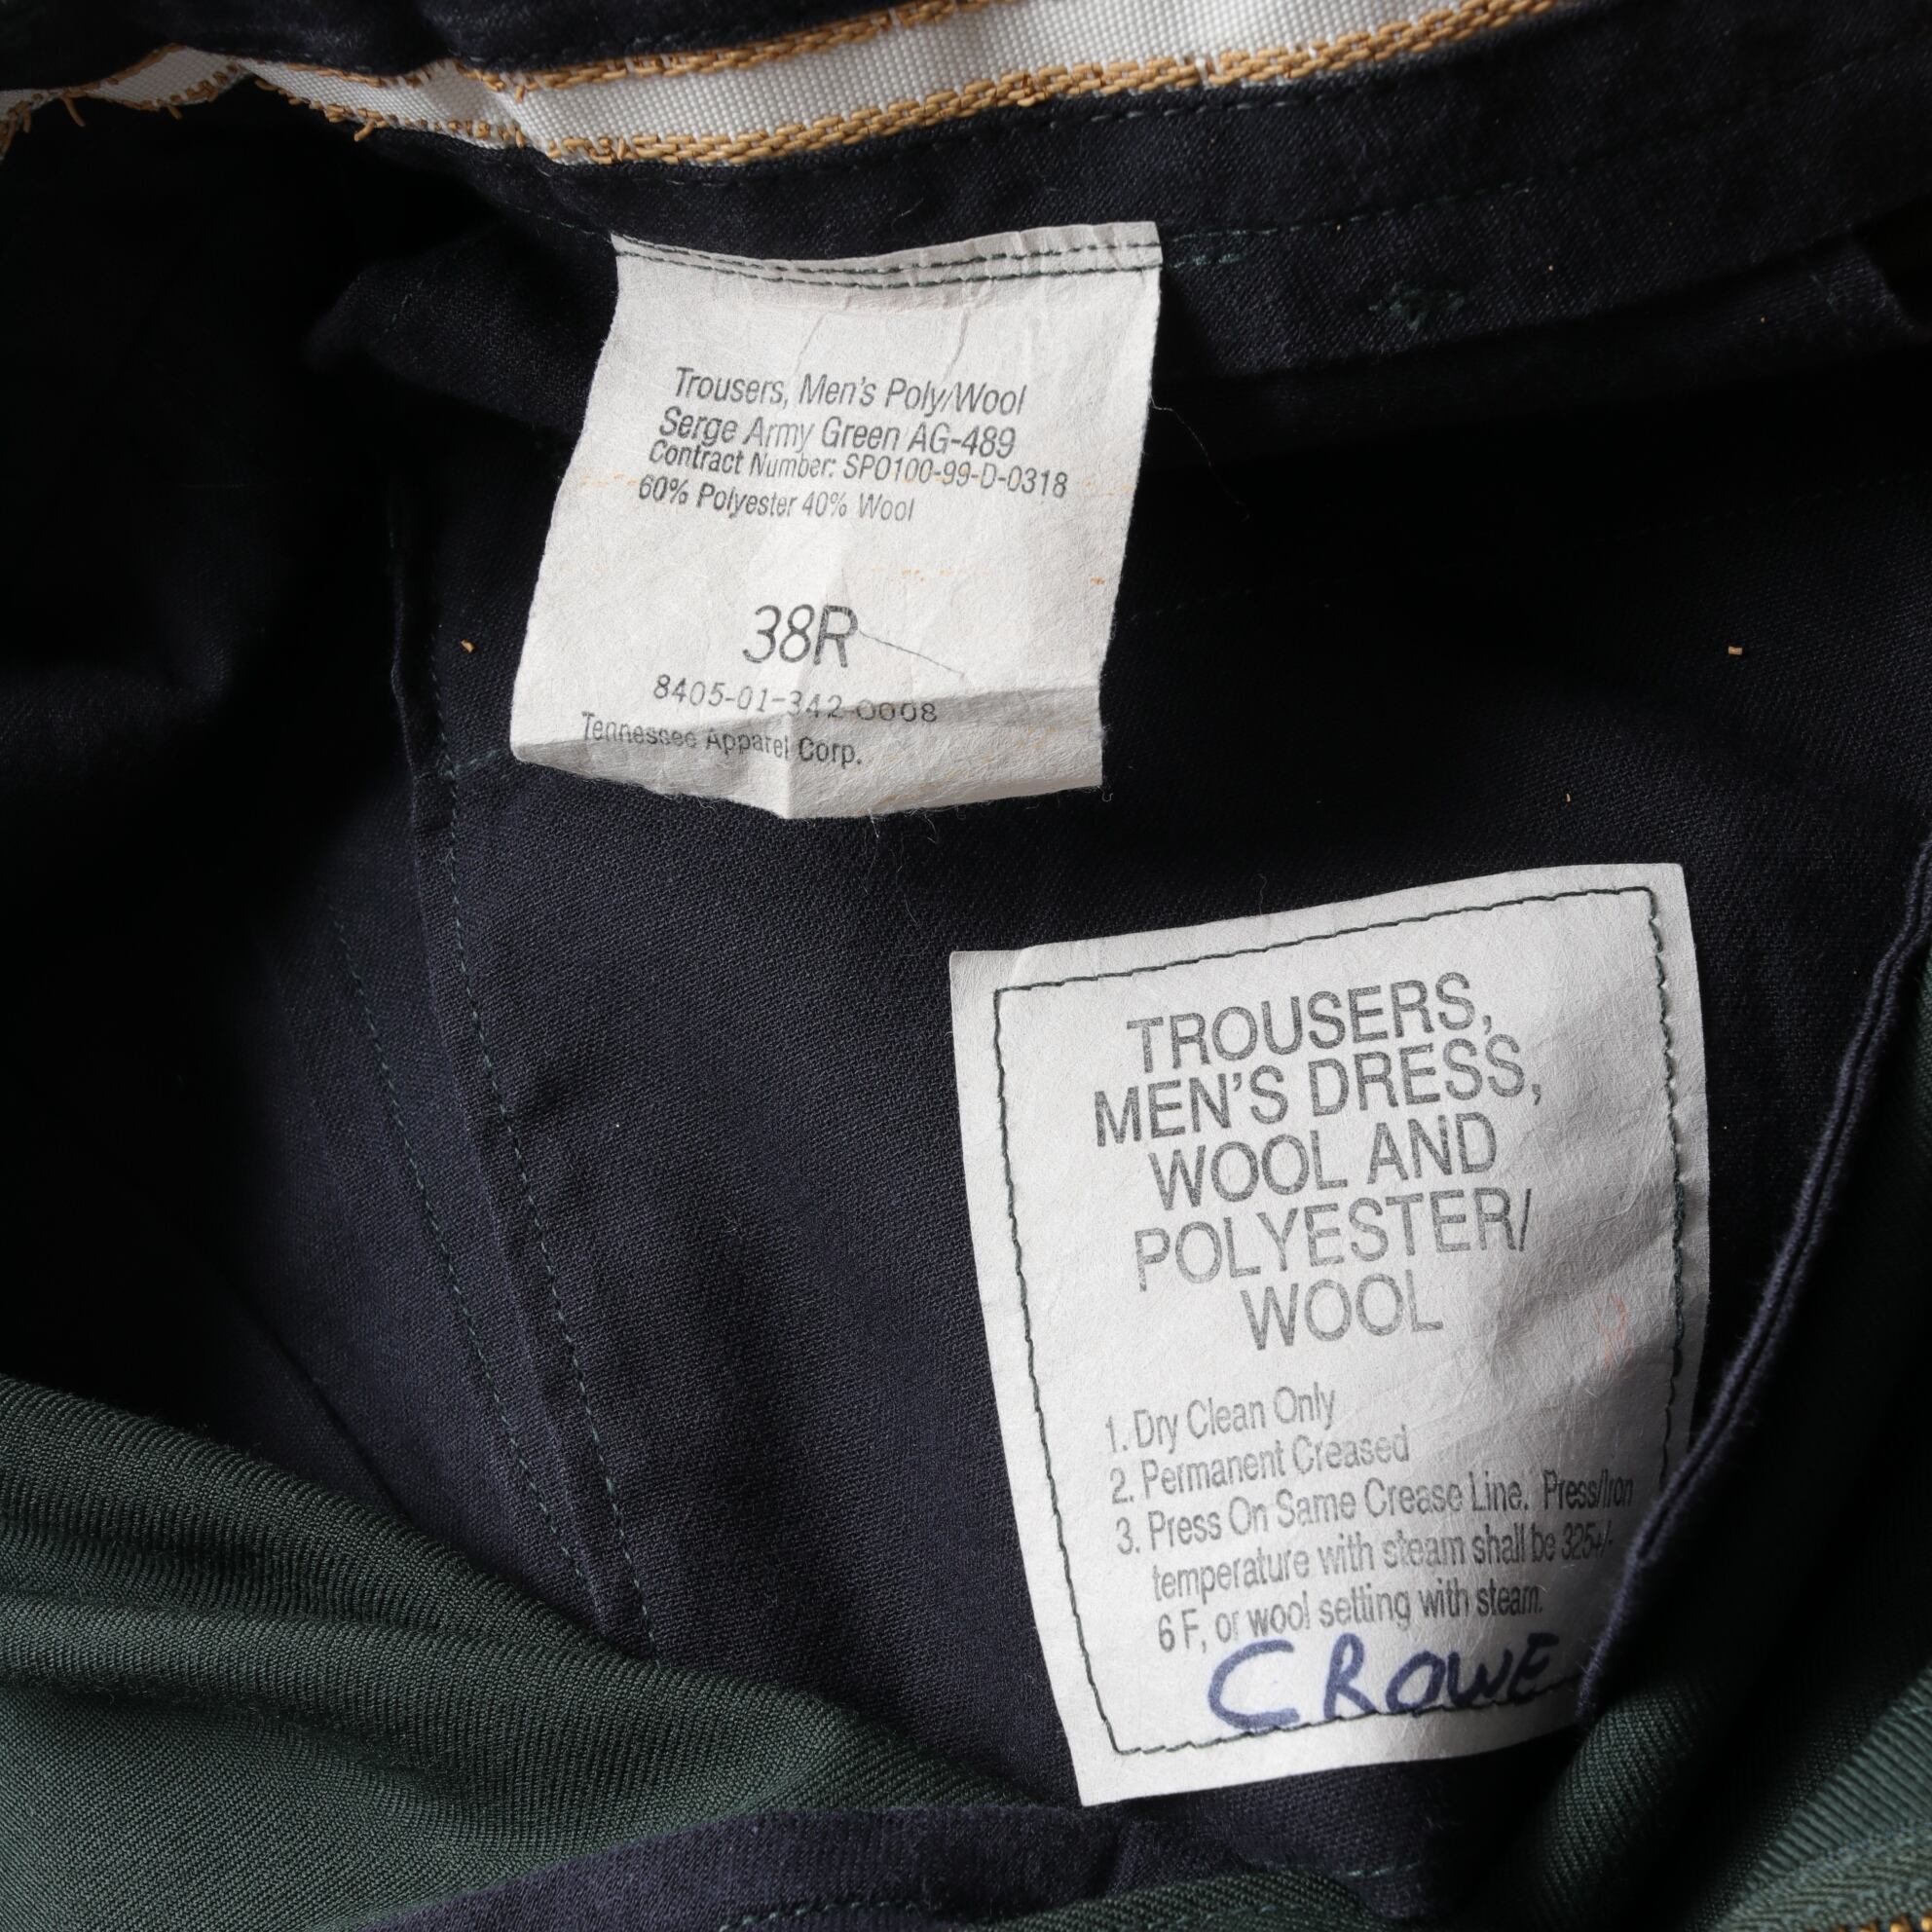 Trousers, Men's Poly/Wool
Serge Army Green AG-489
Contract Number: SPO100-99-D-0318
60% Polyester 40% Wool
38R
8405-01-342-0008
Tennessee Apparel Corp.
TROUSERS,
MEN'S DRESS,
WOOL AND
POLYESTER/
WOOL
1. Dry Clean Only
2. Permanent Creased
3. Press On Same Crease Line. Press/Iron
temperature with steam shall be 325+/-
6 F, or wool setting with steam.
CROWE